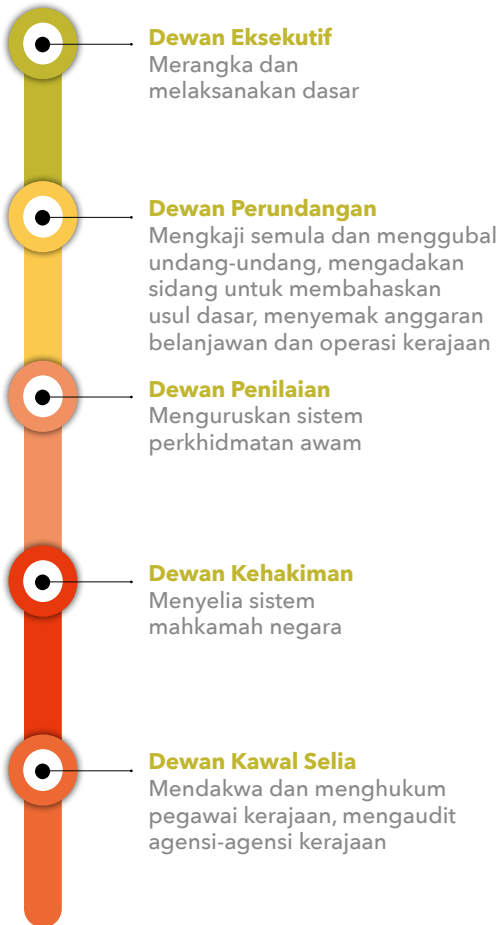 Dewan Eksekutif
Merangka dan
melaksanakan dasar
Dewan Perundangan
Mengkaji semula dan menggubal
undang-undang, mengadakan
sidang untuk membahaskan
usul dasar, menyemak anggaran
belanjawan dan operasi kerajaan
Dewan Penilaian
Menguruskan sistem
perkhidmatan awam
Dewan Kehakiman
Menyelia sistem
mahkamah negara
Dewan Kawal Selia
Mendakwa dan menghukum
pegawai kerajaan, mengaudit
agensi-agensi kerajaan